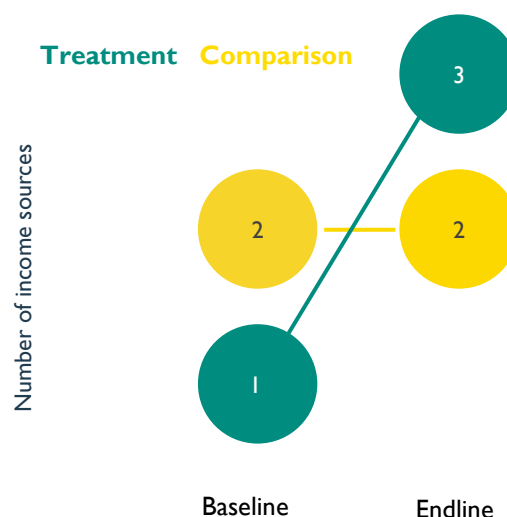 Treatment Comparison
3
Number of income sources
2 2
1
Baseline Endline